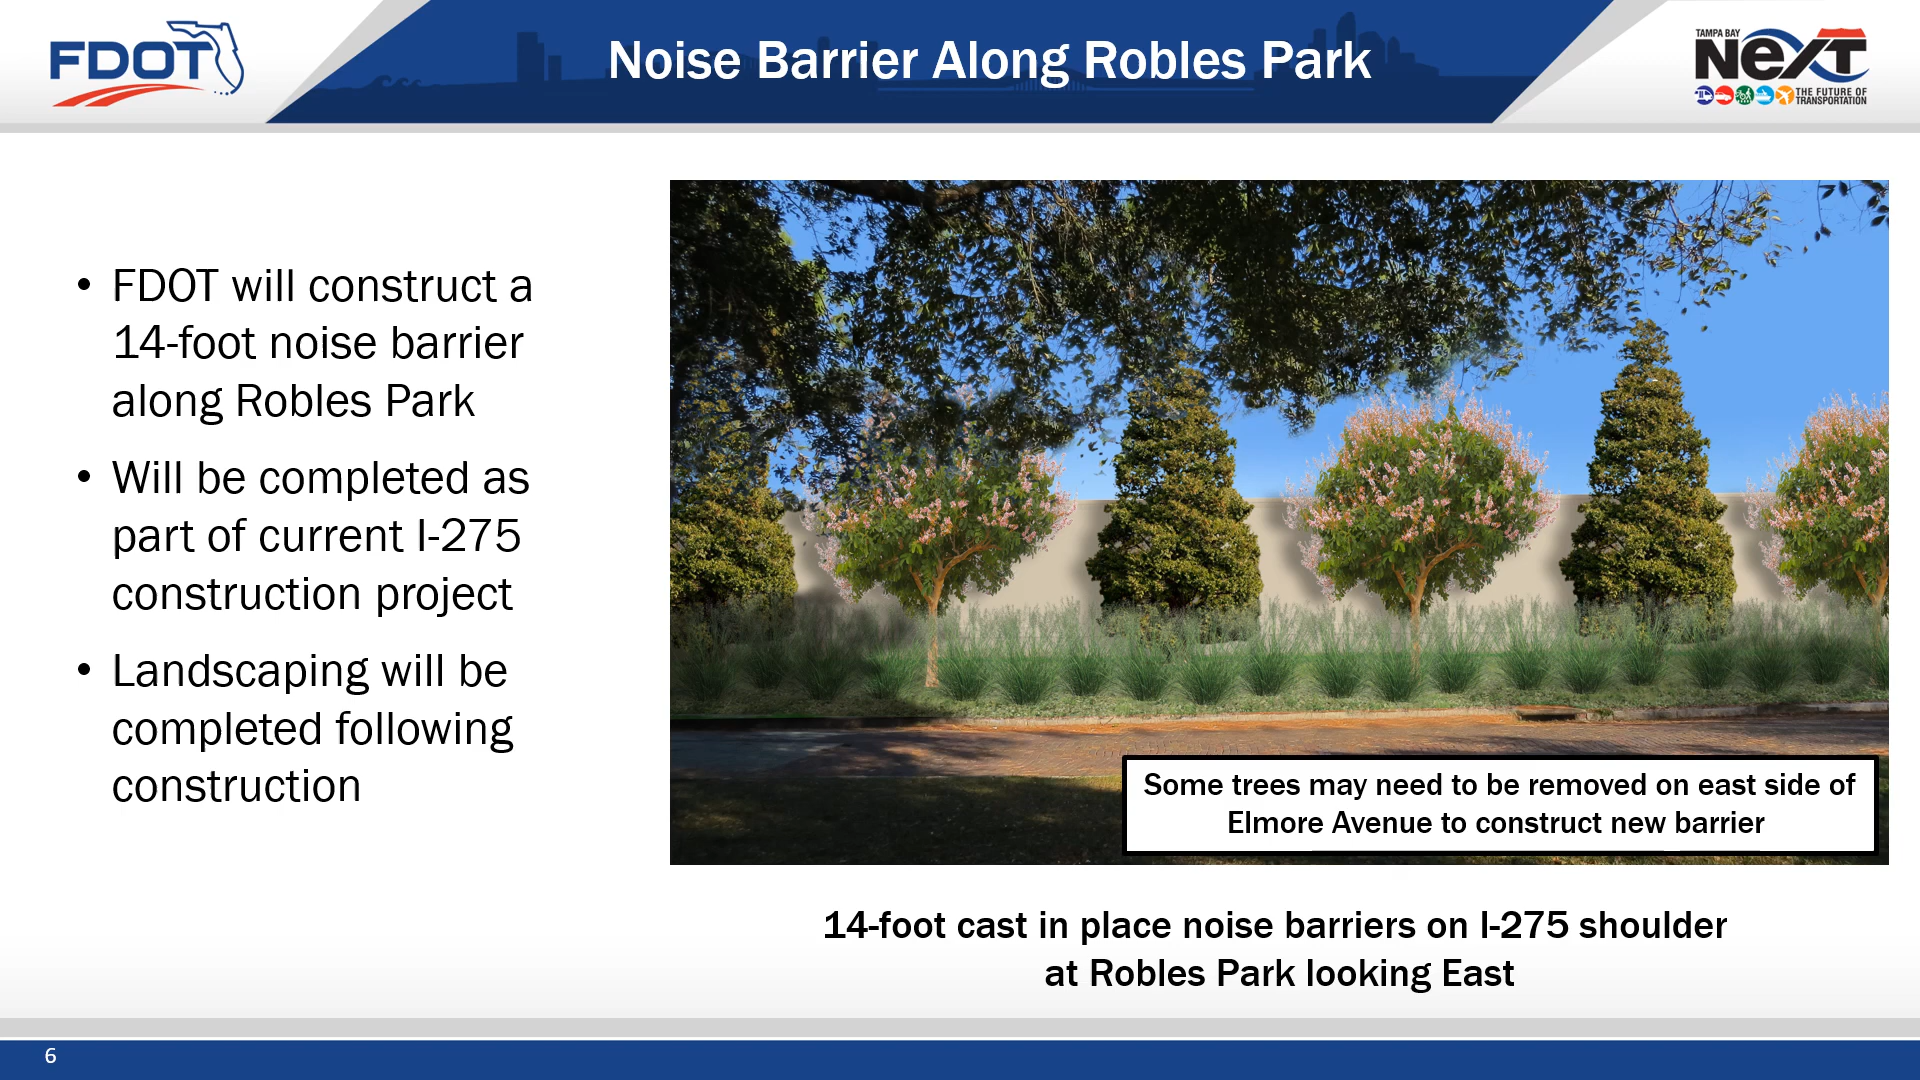 FDOT
Noise Barrier Along Robles Park
TAMPA BAY
NEXT
THE FUTURE OF
TRANSPORTATION
• FDOT will construct a
14-foot noise barrier
along Robles Park
• Will be completed as
part of current I-275
construction project
• Landscaping will be
completed following
construction
Some trees may need to be removed on east side of
Elmore Avenue to construct new barrier
14-foot cast in place noise barriers on I-275 shoulder
at Robles Park looking East
6